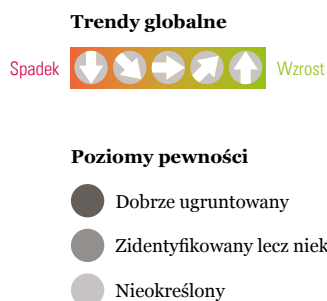 Trendy globalne
Spadek Wzrost
Poziomy pewności
Dobrze ugruntowany
Zidentyfikowany lecz niek
Nieokreślony